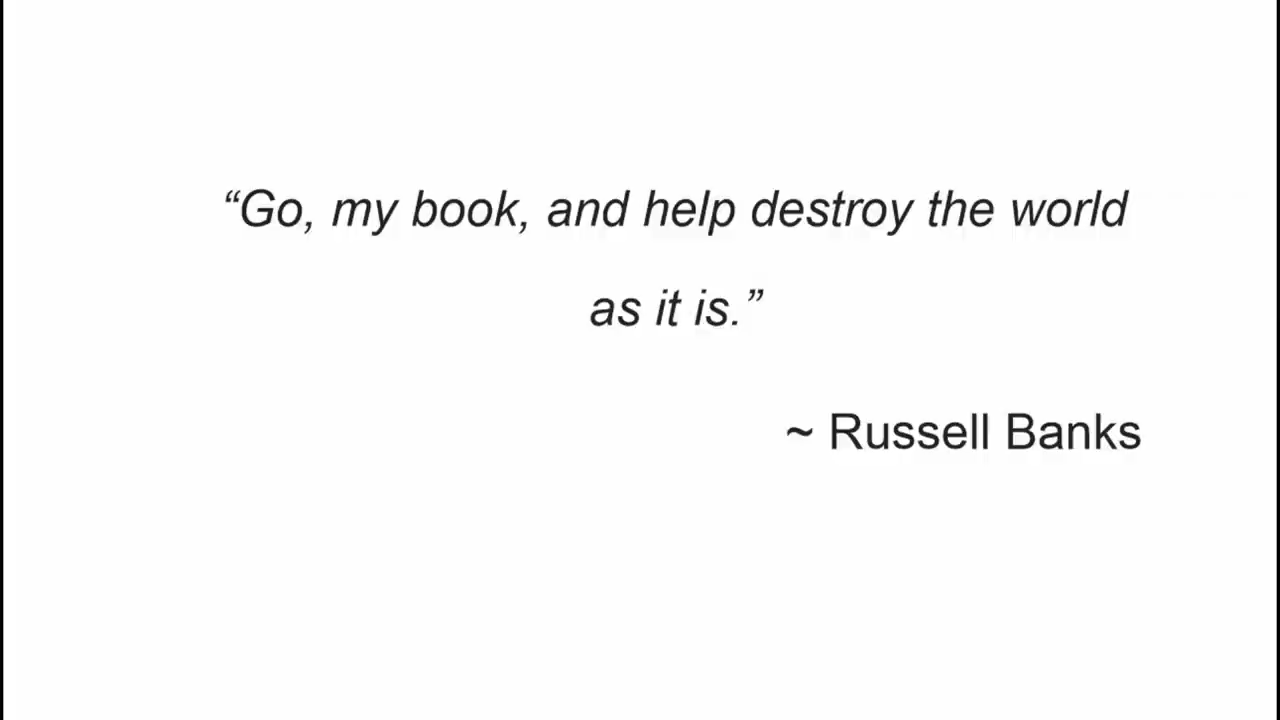 “Go, my book, and help destroy the world
as it is.”
~ Russell Banks